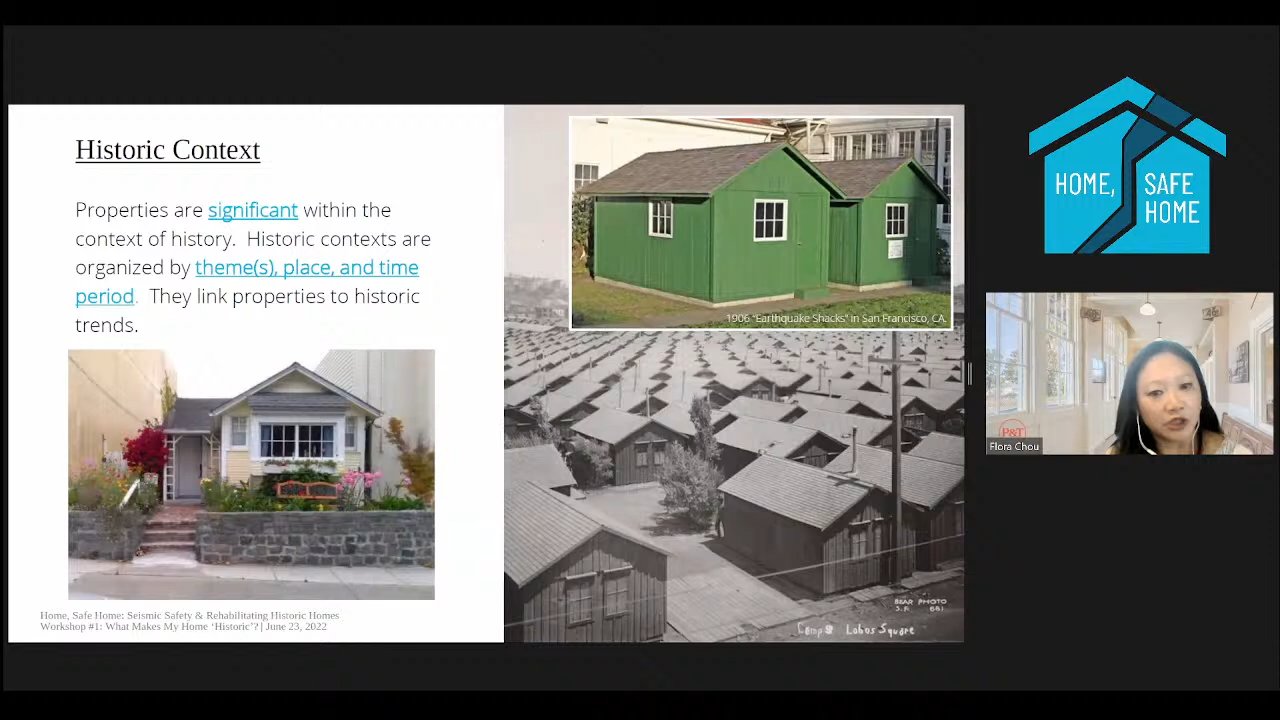 Historic Context
Properties are significant within the
context of history.  Historic contexts are
organized by theme(s), place, and time
period.  They link properties to historic
trends.
Home, Safe Home: Seismic Safety & Rehabilitating Historic Homes
Workshop #1: What Makes My Home ‘Historic’? | June 23, 2022
1906 “Earthquake Shacks” in San Francisco, CA.
BEAR PHOTO
S.F. 681
Camp Lobos Square
HOME,
SAFE
HOME
P&T
Flora Chou